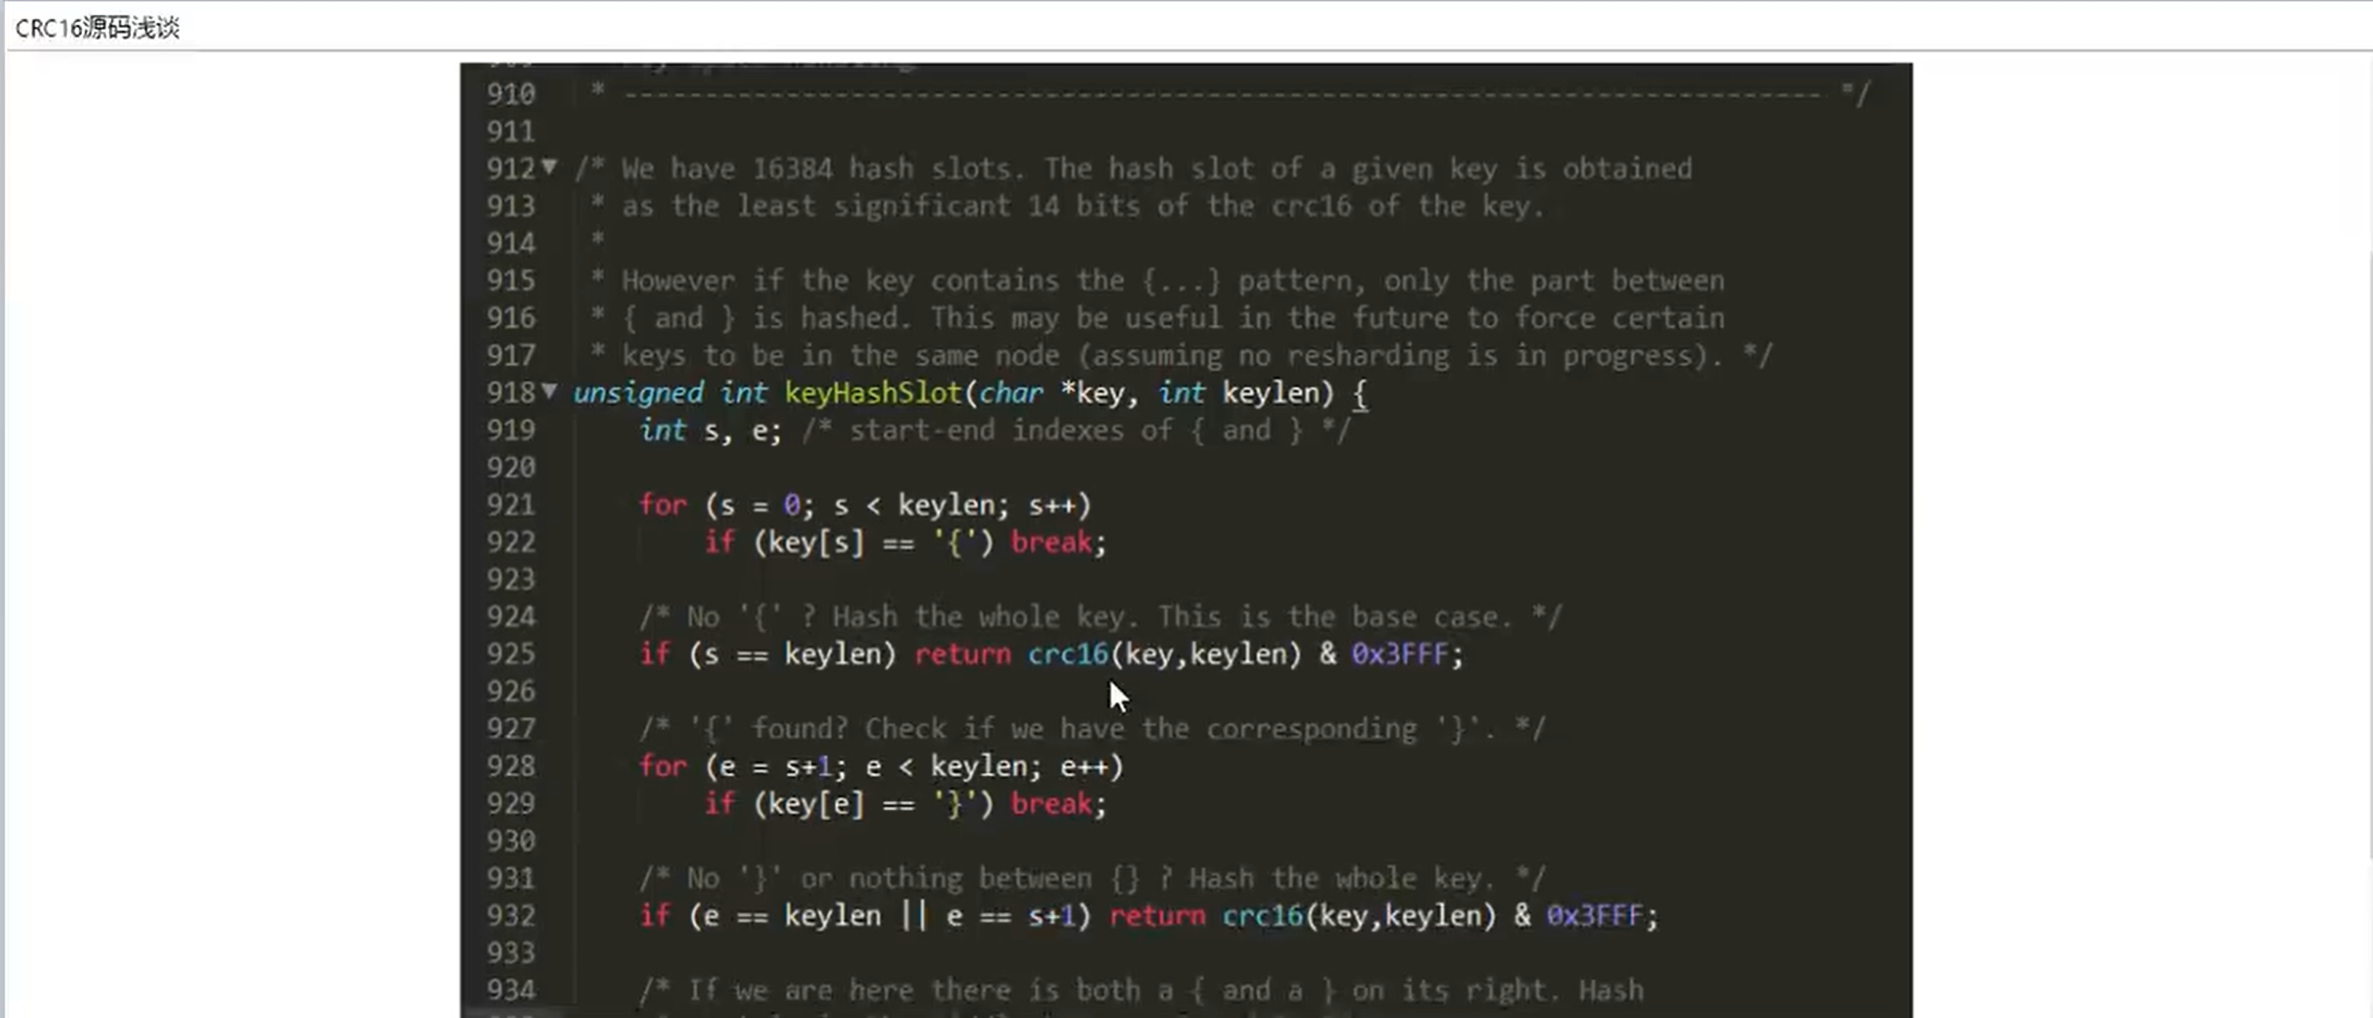 CRC16源码浅谈
910 * -------------------------------------------------------------------------- */
911
912 /* We have 16384 hash slots. The hash slot of a given key is obtained
913 * as the least significant 14 bits of the crc16 of the key.
914 *
915 * However if the key contains the {...} pattern, only the part between
916 * { and } is hashed. This may be useful in the future to force certain
917 * keys to be in the same node (assuming no resharding is in progress). */
918 unsigned int keyHashSlot(char *key, int keylen) {
919 int s, e; /* start-end indexes of { and } */
920
921 for (s = 0; s < keylen; s++)
922 if (key[s] == '{') break;
923
924 /* No '{' ? Hash the whole key. This is the base case. */
925 if (s == keylen) return crc16(key,keylen) & 0x3FFF;
926
927 /* '{' found? Check if we have the corresponding '}'. */
928 for (e = s+1; e < keylen; e++)
929 if (key[e] == '}') break;
930
931 /* No '}' or nothing between {} ? Hash the whole key. */
932 if (e == keylen || e == s+1) return crc16(key,keylen) & 0x3FFF;
933
934 /* If we are here there is both a { and a } on its right. Hash